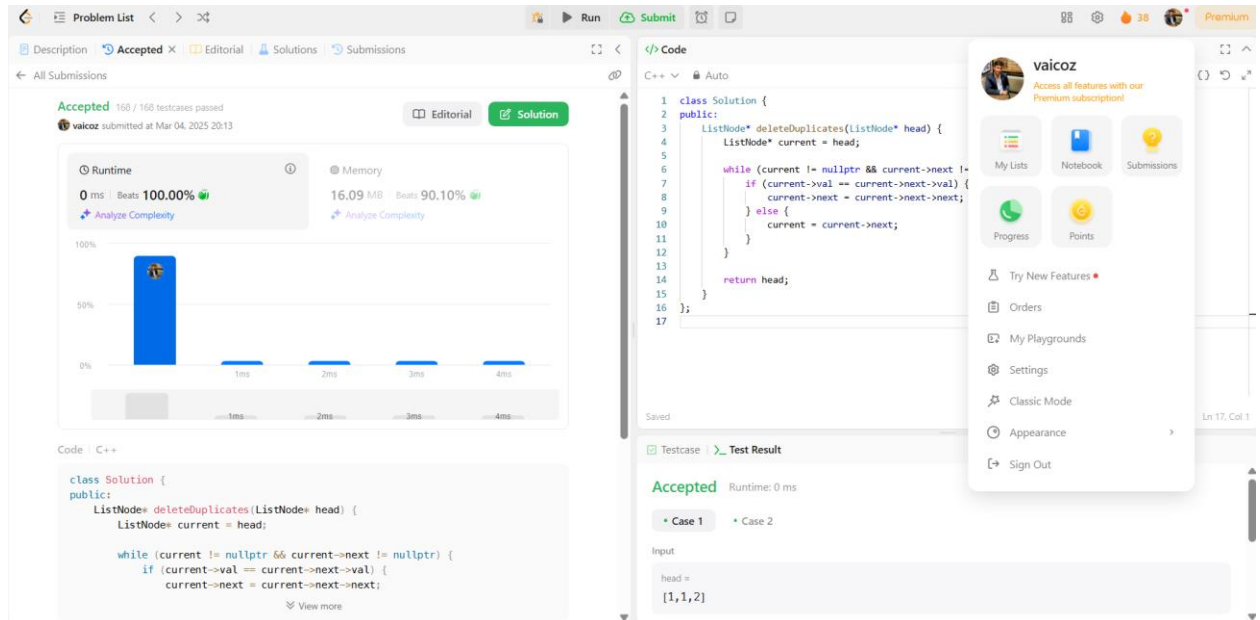 Problem List
Run
Submit
38
Premium
Description
Accepted
Editorial
Solutions
Submissions
All Submissions
Accepted 168 / 168 testcases passed
vaicoz submitted at Mar 04, 2025 20:13
Editorial
Solution
Runtime
0 ms Beats 100.00%
Analyze Complexity
Memory
16.09 MB Beats 90.10%
Analyze Complexity
100%
50%
0%
1ms 2ms 3ms 4ms
1ms 2ms 3ms 4ms
Code C++
class Solution {
public:
ListNode* deleteDuplicates(ListNode* head) {
ListNode* current = head;
while (current != nullptr && current->next != nullptr) {
if (current->val == current->next->val) {
current->next = current->next->next;
View more
</> Code
C++ Auto
1 class Solution {
2 public:
3 ListNode* deleteDuplicates(ListNode* head) {
4 ListNode* current = head;
5
6 while (current != nullptr && current->next !=
7 if (current->val == current->next->val) {
8 current->next = current->next->next;
9 } else {
10 current = current->next;
11 }
12 }
13
14 return head;
15 }
16 };
17
Saved
Ln 17, Col 1
Testcase
Test Result
Accepted Runtime: 0 ms
Case 1
Case 2
Input
head =
[1,1,2]
vaicoz
Access all features with our
Premium subscription!
My Lists
Notebook
Submissions
Progress
Points
Try New Features
Orders
My Playgrounds
Settings
Classic Mode
Appearance
Sign Out